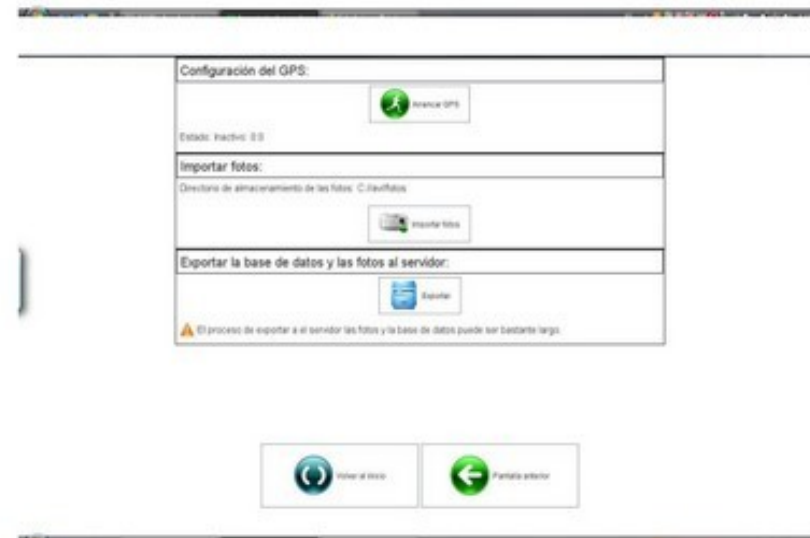 Configuración del GPS:
Arrancar GPS
Estado: Inactivo: 0:0
Importar fotos:
Directorio de almacenamiento de las fotos:
Importar fotos
Exportar la base de datos y las fotos al servidor:
Exportar
El proceso de exportar a el servidor las fotos y la base de datos puede ser bastante largo.
Volver al inicio
Pantalla anterior